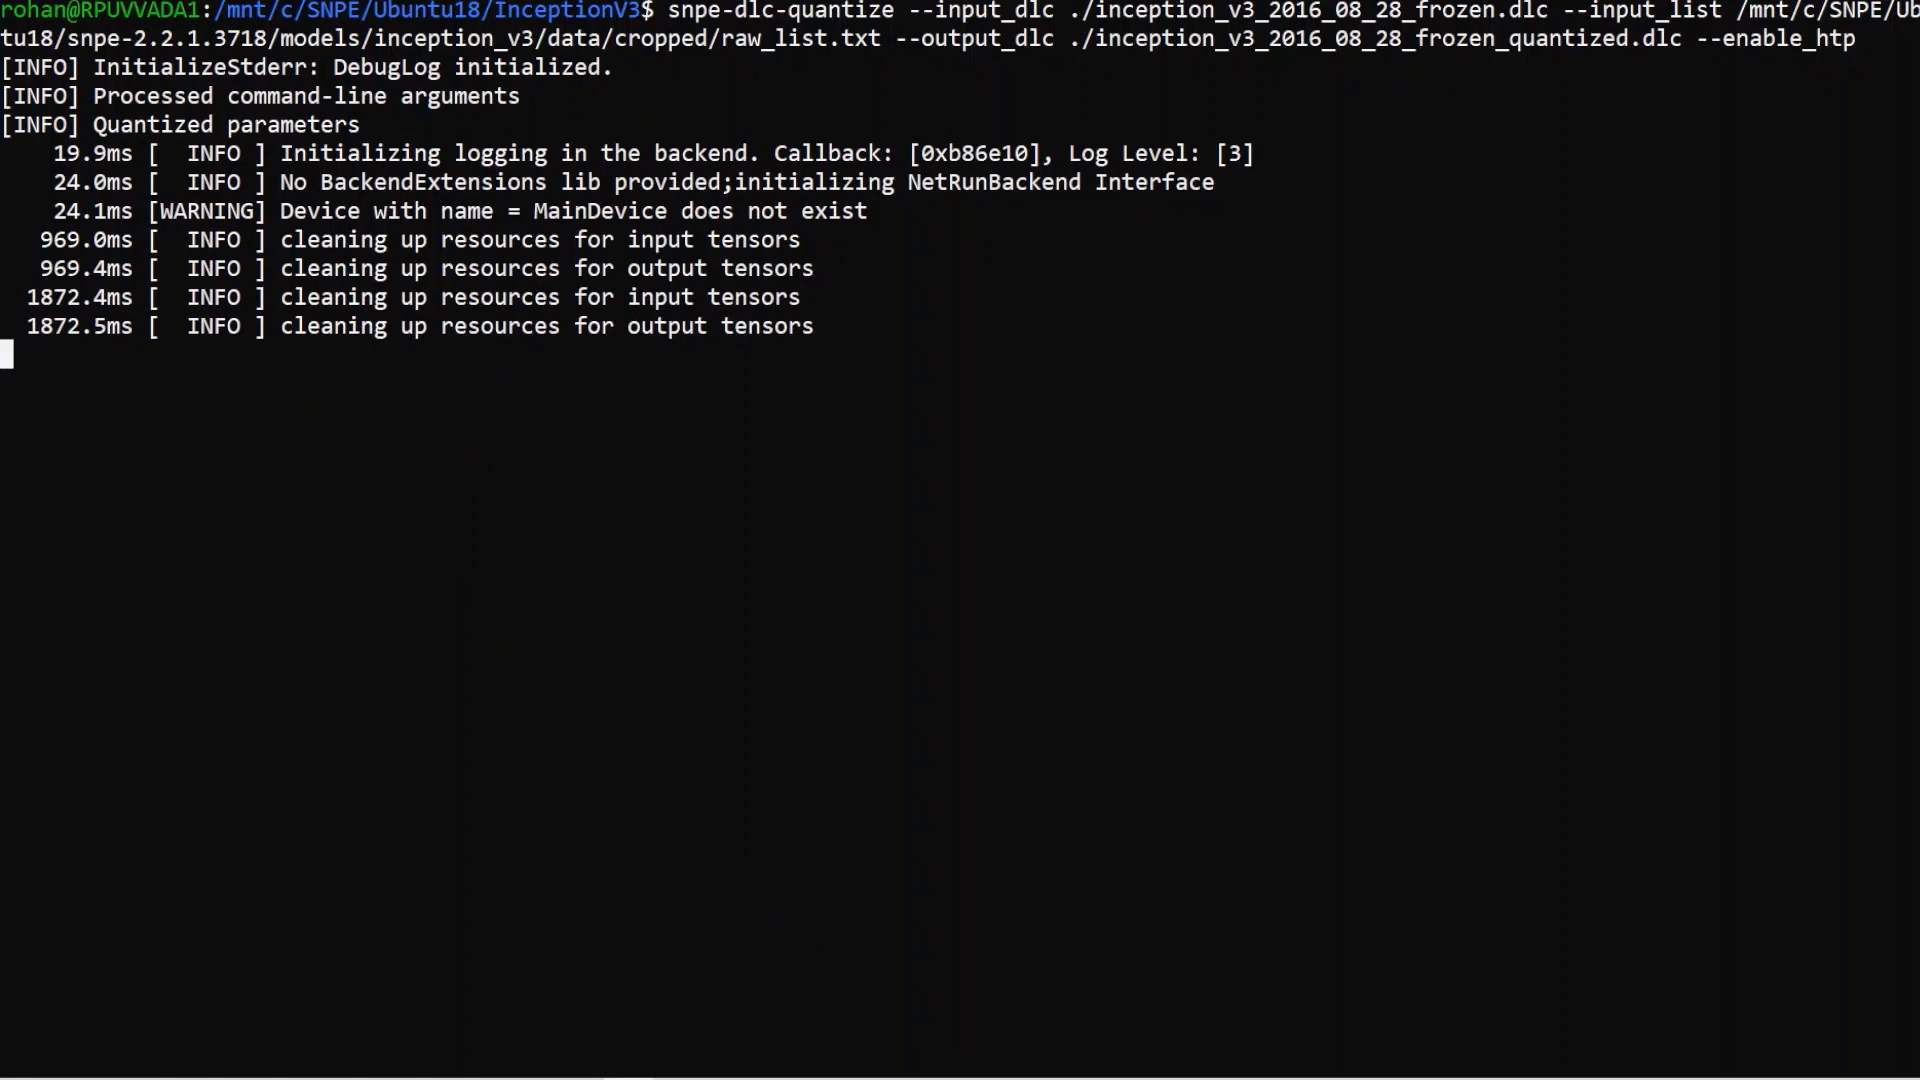 rohan@RPUVVADA1:/mnt/c/SNPE/Ubuntu18/InceptionV3$ snpe-dlc-quantize --input_dlc ./inception_v3_2016_08_28_frozen.dlc --input_list /mnt/c/SNPE/Ub
tu18/snpe-2.2.1.3718/models/inception_v3/data/cropped/raw_list.txt --output_dlc ./inception_v3_2016_08_28_frozen_quantized.dlc --enable_htp
[INFO] InitializeStderr: DebugLog initialized.
[INFO] Processed command-line arguments
[INFO] Quantized parameters
19.9ms [  INFO ] Initializing logging in the backend. Callback: [0xb86e10], Log Level: [3]
24.0ms [  INFO ] No BackendExtensions lib provided;initializing NetRunBackend Interface
24.1ms [WARNING] Device with name = MainDevice does not exist
969.0ms [  INFO ] cleaning up resources for input tensors
969.4ms [  INFO ] cleaning up resources for output tensors
1872.4ms [  INFO ] cleaning up resources for input tensors
1872.5ms [  INFO ] cleaning up resources for output tensors